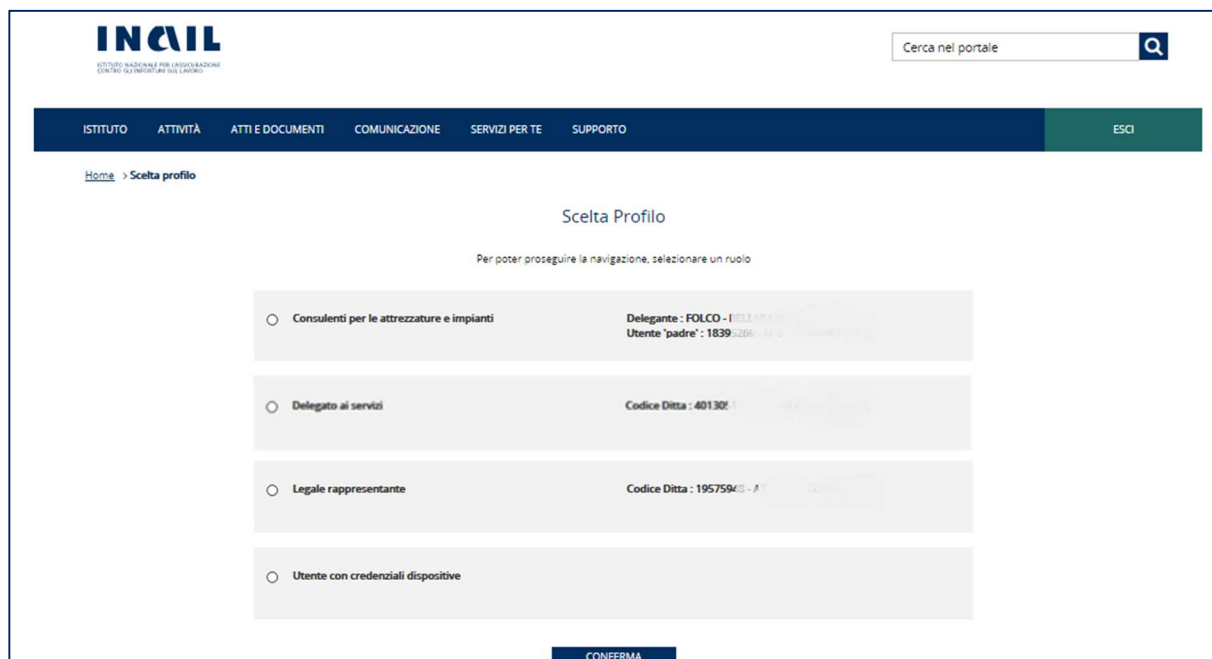 INAIL
ISTITUTO NAZIONALE PER L'ASSICURAZIONE
CONTRO GLI INFORTUNI SUL LAVORO
Cerca nel portale
ISTITUTO ATTIVITÀ ATTI E DOCUMENTI COMUNICAZIONE SERVIZI PER TE SUPPORTO ESCI
Home > Scelta profilo
Scelta Profilo
Per poter proseguire la navigazione, selezionare un ruolo
Consulenti per le attrezzature e impianti Delegante : FOLCO -
Utente 'padre' : 18395269 -
Delegato ai servizi Codice Ditta : 401305
Legale rappresentante Codice Ditta : 19575948 - A
Utente con credenziali dispositive
CONFERMA